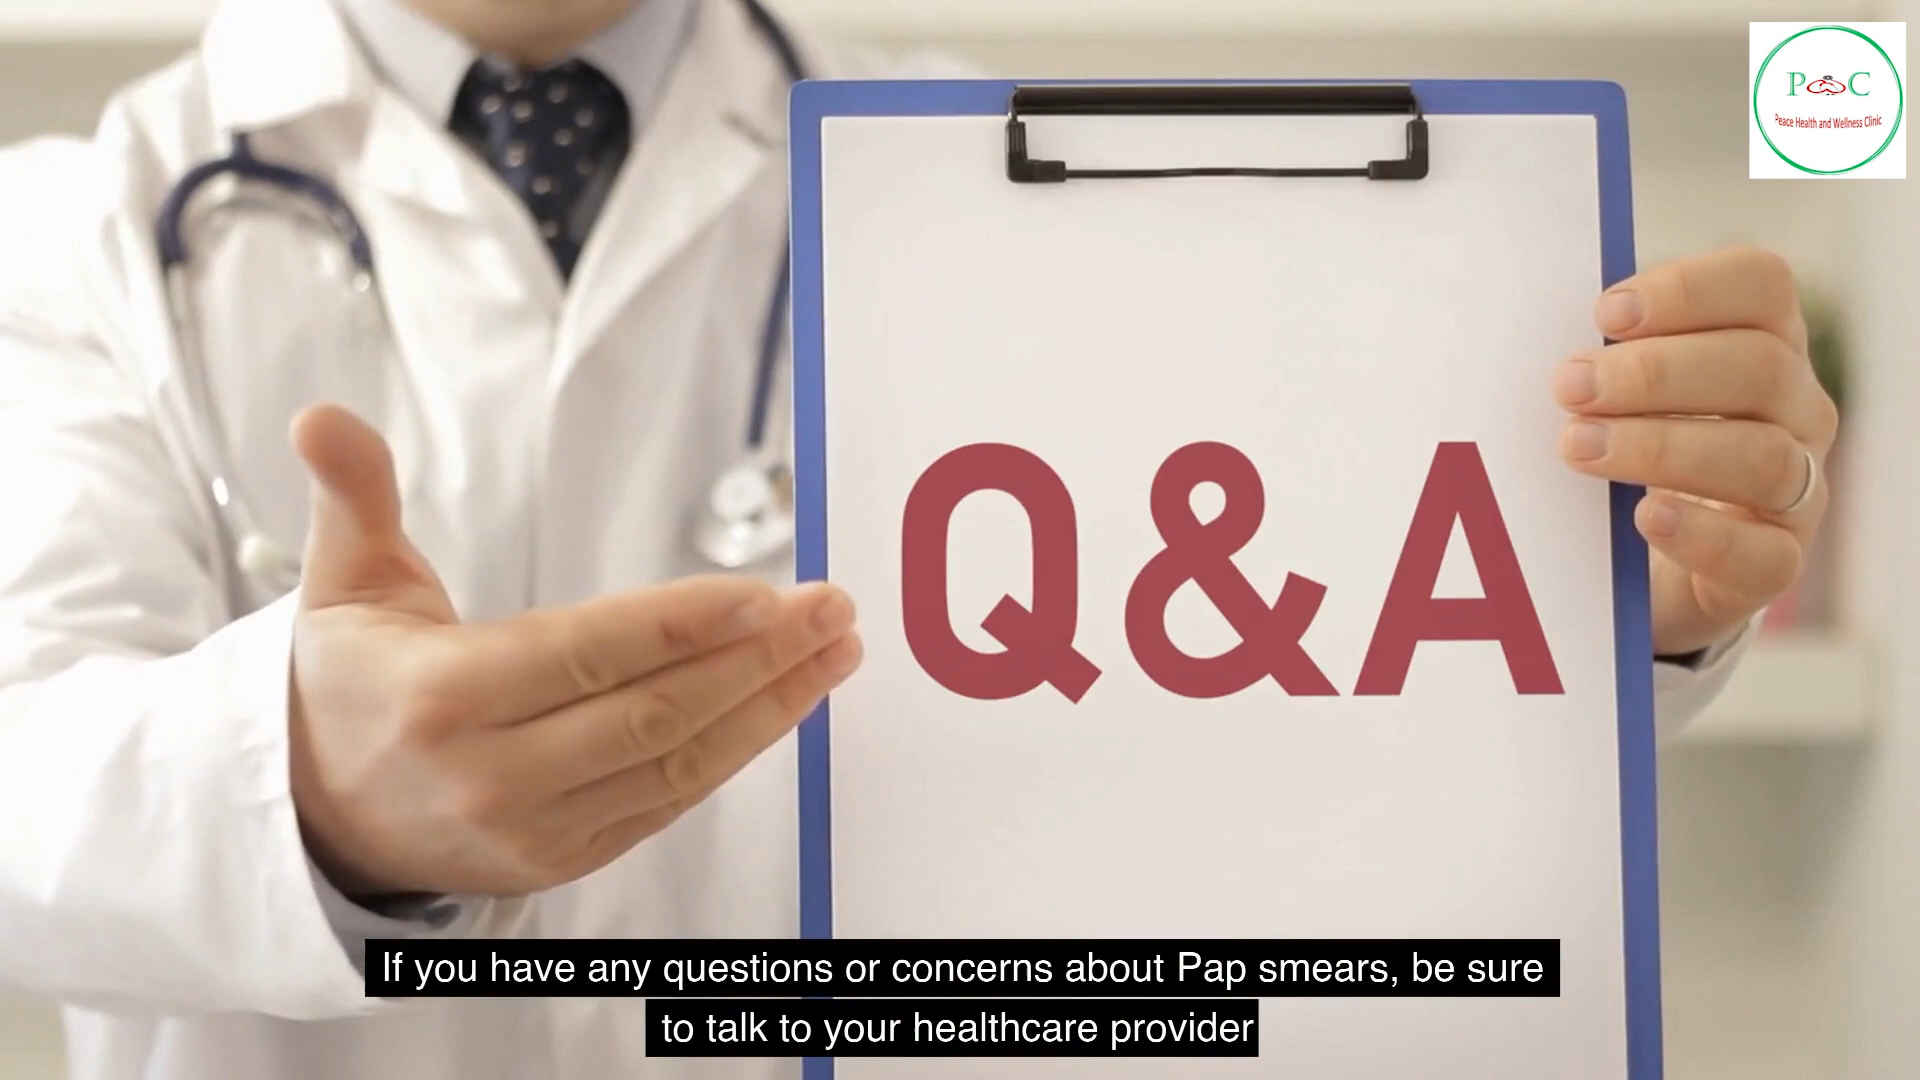 P C
Peace Health and Wellness Clinic
Q&A
If you have any questions or concerns about Pap smears, be sure
to talk to your healthcare provider